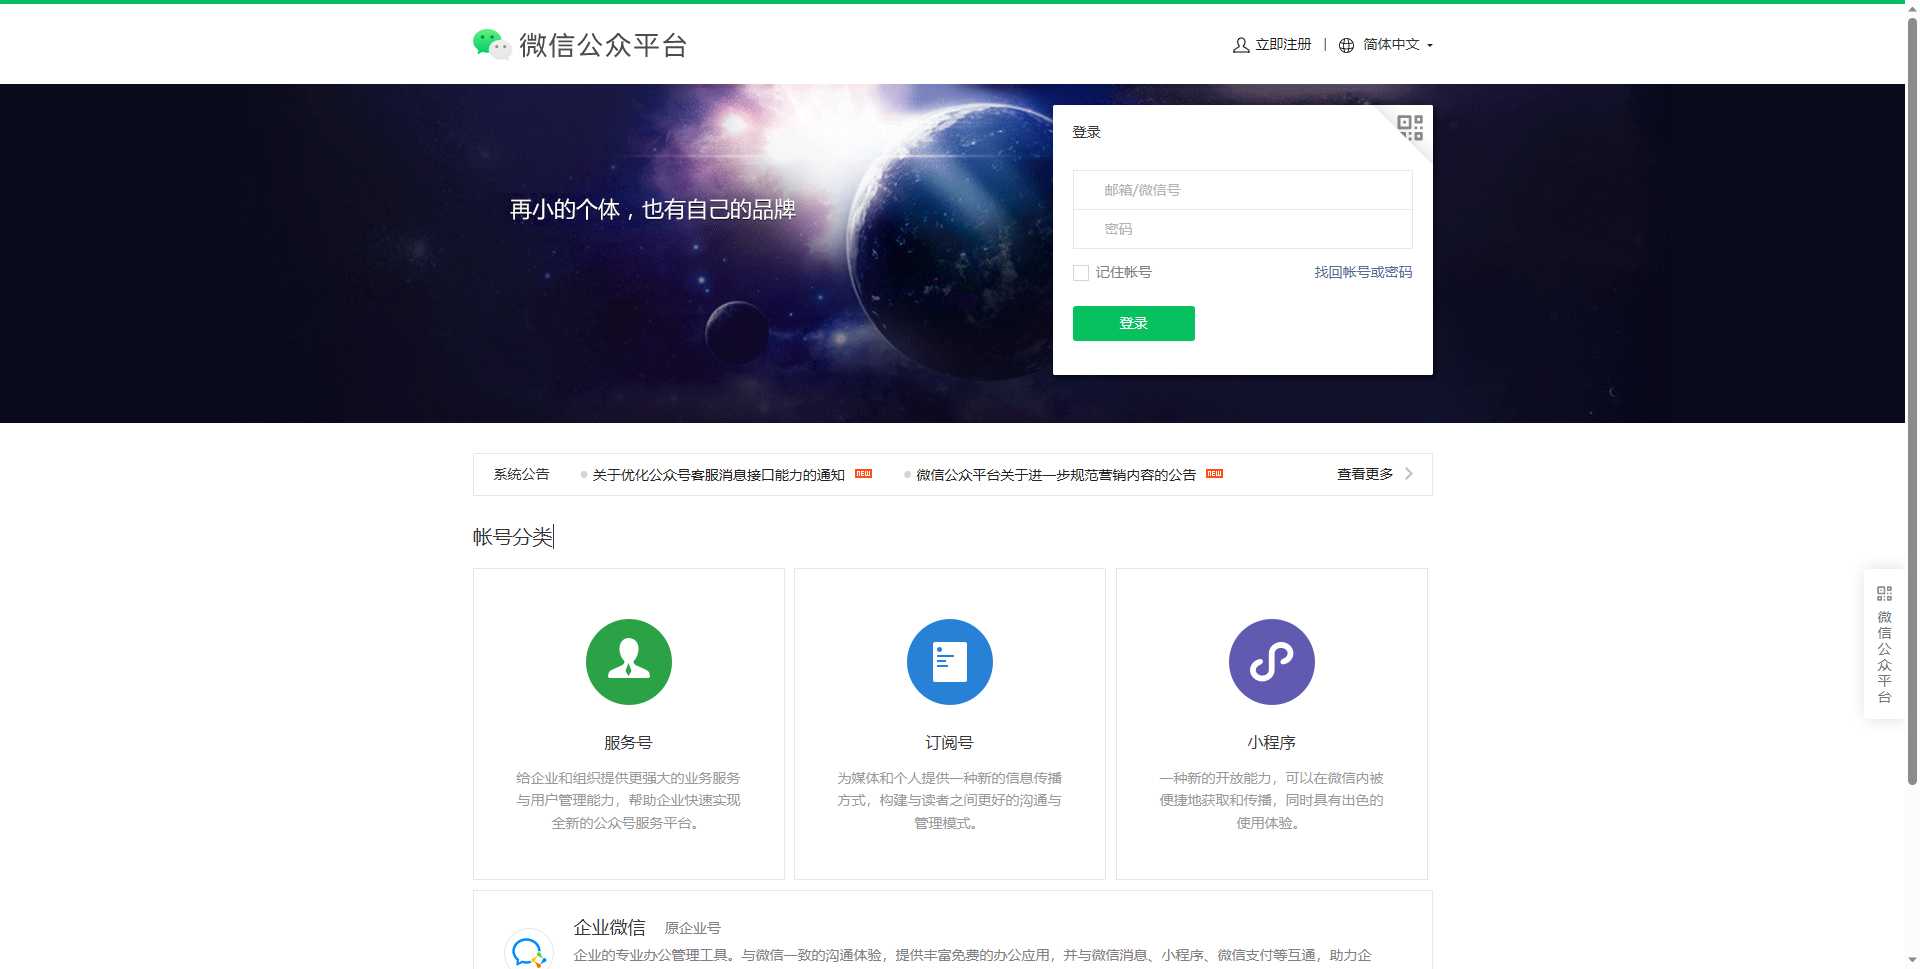 微信公众平台
立即注册 | 简体中文
登录
邮箱/微信号
再小的个体，也有自己的品牌
密码
记住帐号 找回帐号或密码
登录
系统公告 关于优化公众号客服消息接口能力的通知 NEW 微信公众平台关于进一步规范营销内容的公告 NEW 查看更多
帐号分类
服务号
给企业和组织提供更强大的业务服务
与用户管理能力，帮助企业快速实现
全新的公众号服务平台。
订阅号
为媒体和个人提供一种新的信息传播
方式，构建与读者之间更好的沟通与
管理模式。
小程序
一种新的开放能力，可以在微信内被
便捷地获取和传播，同时具有出色的
使用体验。
微信公众平台
企业微信 原企业号
企业的专业办公管理工具。与微信一致的沟通体验，提供丰富免费的办公应用，并与微信消息、小程序、微信支付等互通，助力企